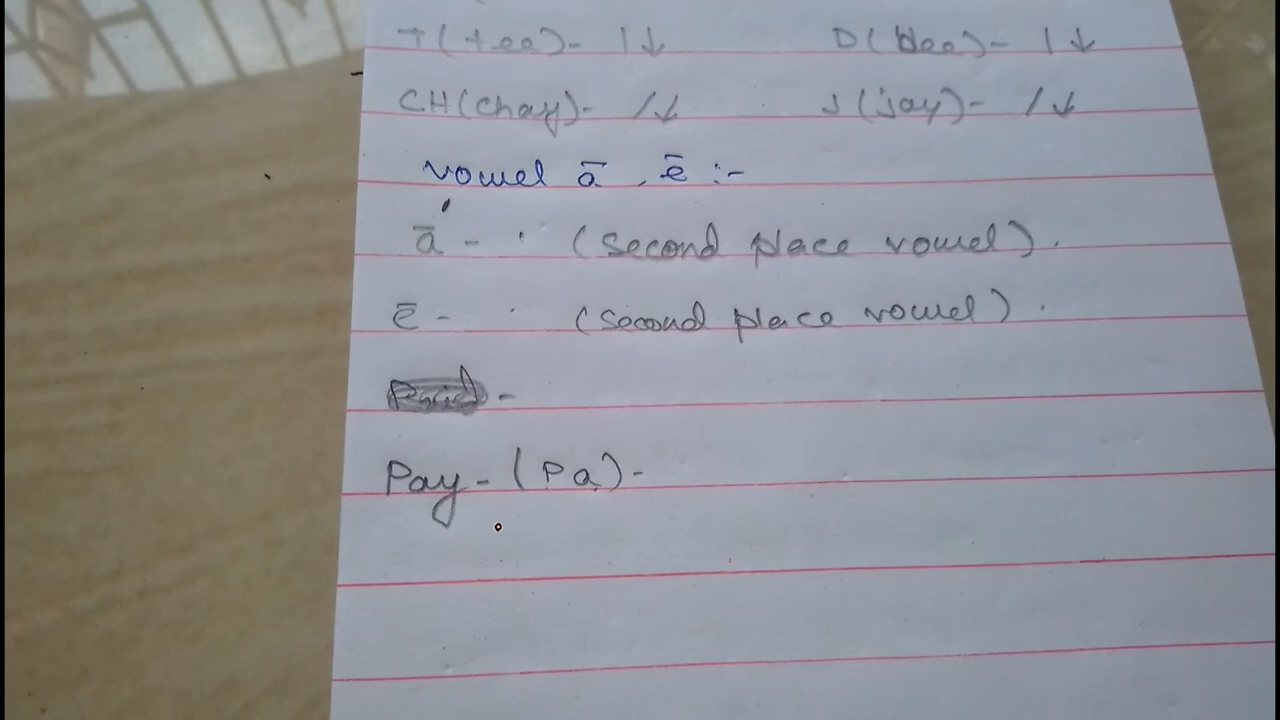 T(tee)- | ↓ D(dee)- | ↓
CH(chay)- / ↓ J(jay)- / ↓
vowel ā , ē :-
ā - · (second place vowel).
ē - · (second place vowel).
Pay - (Pa) -